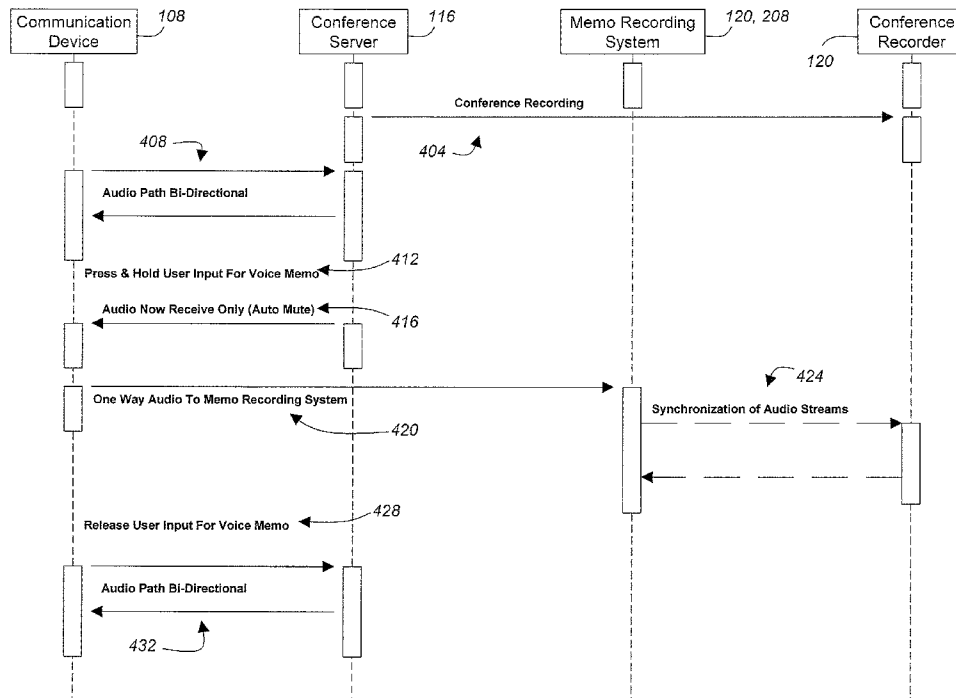 Communication
Device
108
Conference
Server
116
Memo Recording
System
120, 208
Conference
Recorder
120
Conference Recording
404
408
Audio Path Bi-Directional
Press & Hold User Input For Voice Memo
412
Audio Now Receive Only (Auto Mute)
416
One Way Audio To Memo Recording System
420
424
Synchronization of Audio Streams
Release User Input For Voice Memo
428
Audio Path Bi-Directional
432